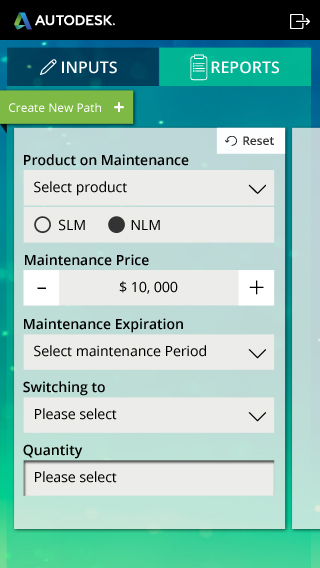 AUTODESK.
INPUTS
REPORTS
Create New Path +
Reset
Product on Maintenance
Select product
SLM
NLM
Maintenance Price
- $ 10, 000 +
Maintenance Expiration
Select maintenance Period
Switching to
Please select
Quantity
Please select